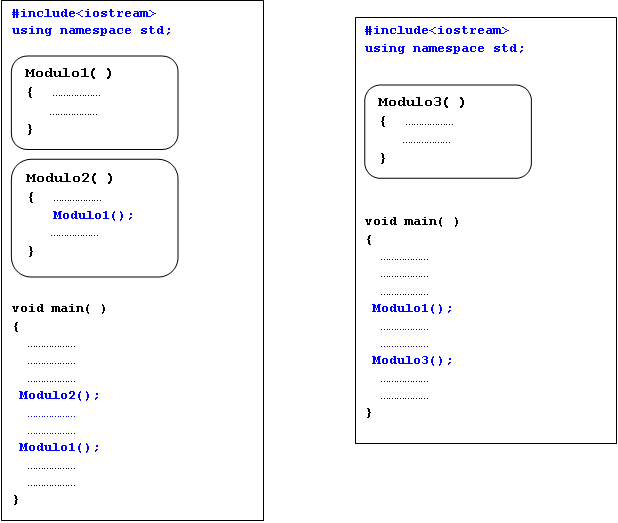 #include<iostream>
using namespace std;
Modulo1( )
{ ..................
..................
}
Modulo2( )
{ ..................
Modulo1();
..................
}
void main( )
{
..................
..................
..................
Modulo2();
..................
..................
Modulo1();
..................
..................
}
#include<iostream>
using namespace std;
Modulo3( )
{ ..................
..................
}
void main( )
{
..................
..................
..................
Modulo1();
..................
..................
Modulo3();
..................
..................
}